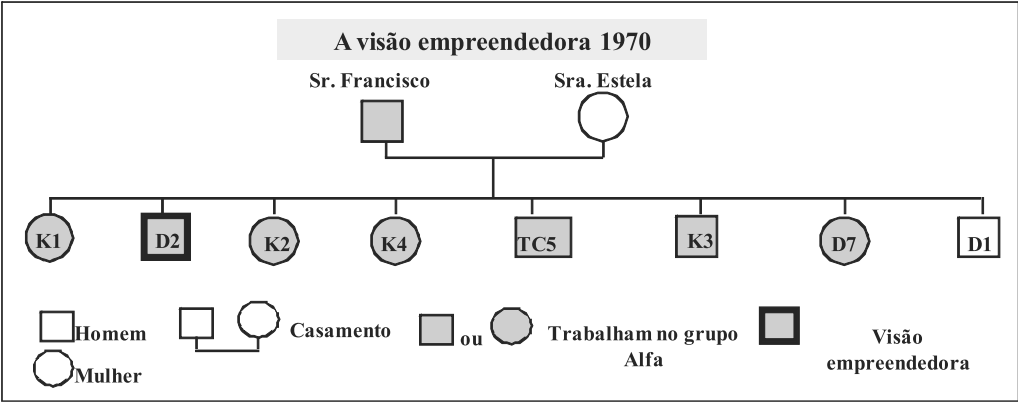 A visão empreendedora 1970
Sr. Francisco
Sra. Estela
K1
D2
K2
K4
TC5
K3
D7
D1
Homem
Mulher
Casamento
ou
Trabalham no grupo
Alfa
Visão
empreendedora